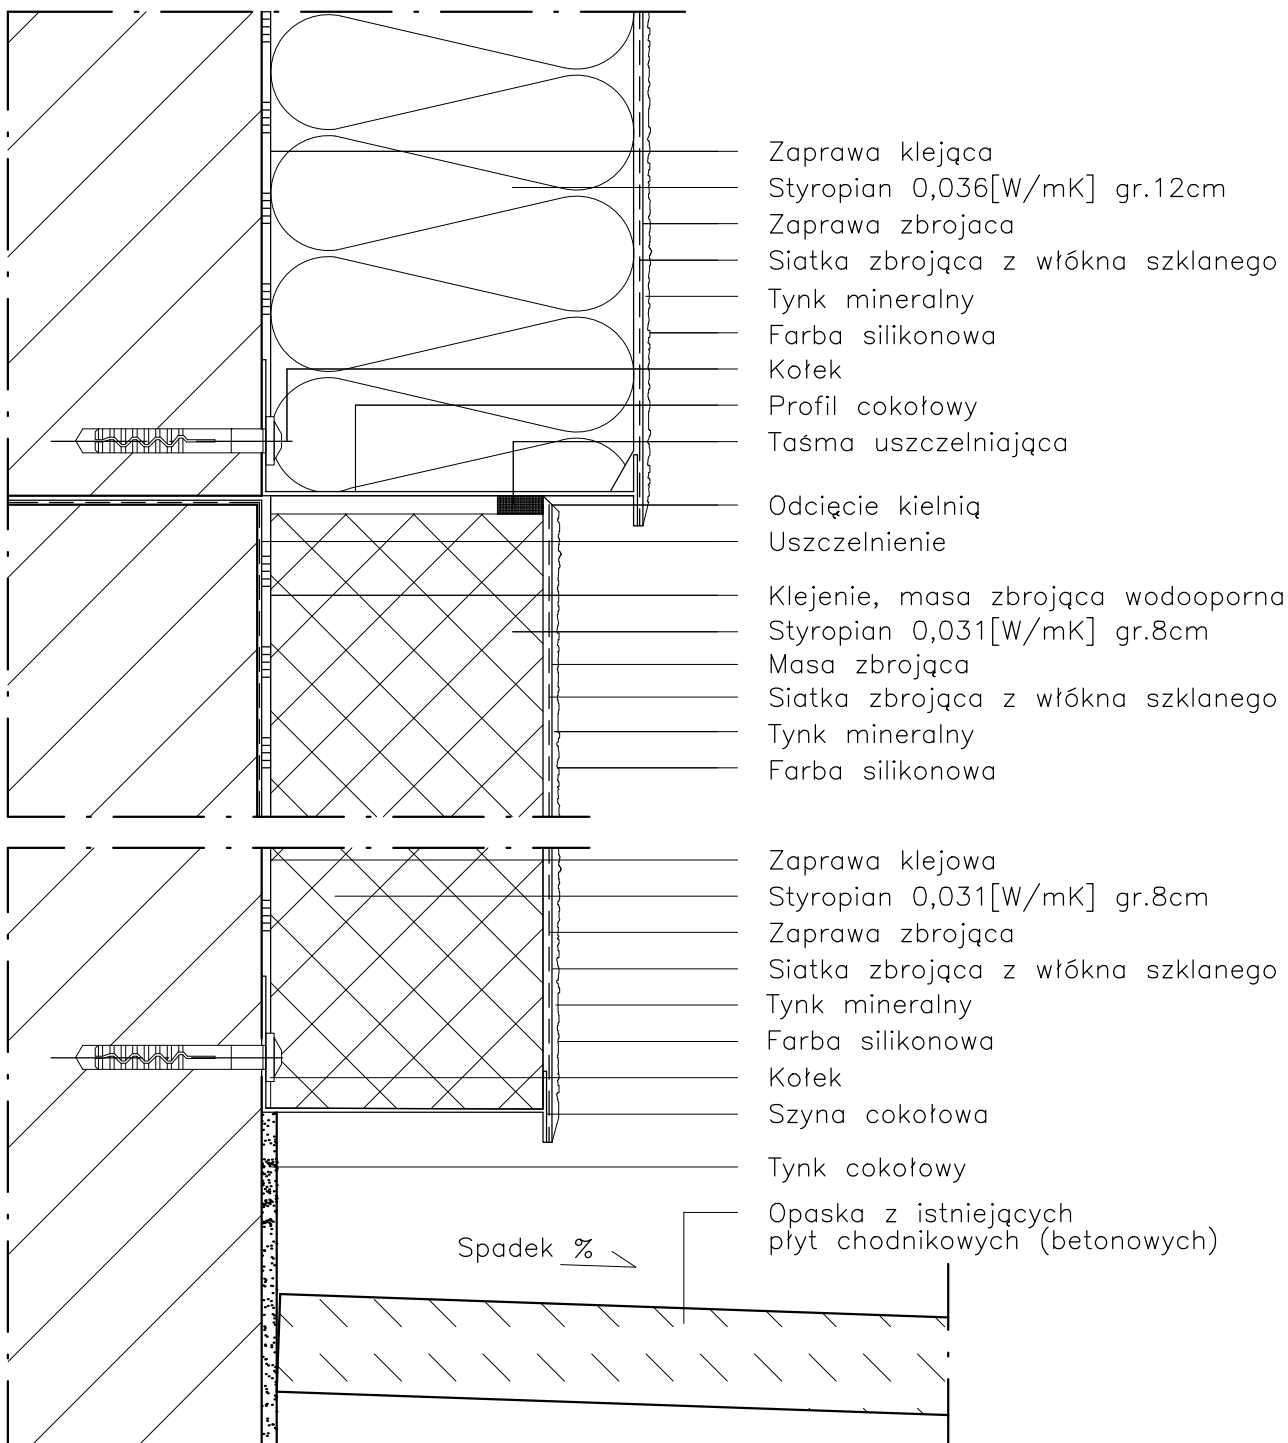 Zaprawa klejąca
Styropian 0,036[W/mK] gr.12cm
Zaprawa zbrojaca
Siatka zbrojąca z włókna szklanego
Tynk mineralny
Farba silikonowa
Kołek
Profil cokołowy
Taśma uszczelniająca
Odcięcie kielnią
Uszczelnienie
Klejenie, masa zbrojąca wodooporna
Styropian 0,031[W/mK] gr.8cm
Masa zbrojąca
Siatka zbrojąca z włókna szklanego
Tynk mineralny
Farba silikonowa
Zaprawa klejowa
Styropian 0,031[W/mK] gr.8cm
Zaprawa zbrojąca
Siatka zbrojąca z włókna szklanego
Tynk mineralny
Farba silikonowa
Kołek
Szyna cokołowa
Tynk cokołowy
Opaska z istniejących
płyt chodnikowych (betonowych)
Spadek %